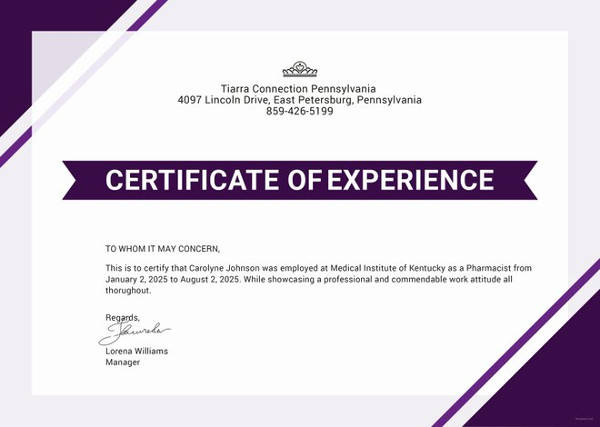 Tiarra Connection Pennsylvania
4097 Lincoln Drive, East Petersburg, Pennsylvania
859-426-5199
CERTIFICATE OF EXPERIENCE
TO WHOM IT MAY CONCERN,
This is to certify that Carolyne Johnson was employed at Medical Institute of Kentucky as a Pharmacist from
January 2, 2025 to August 2, 2025. While showcasing a professional and commendable work attitude all
thorughout.
Regards,
Lorena Williams
Manager